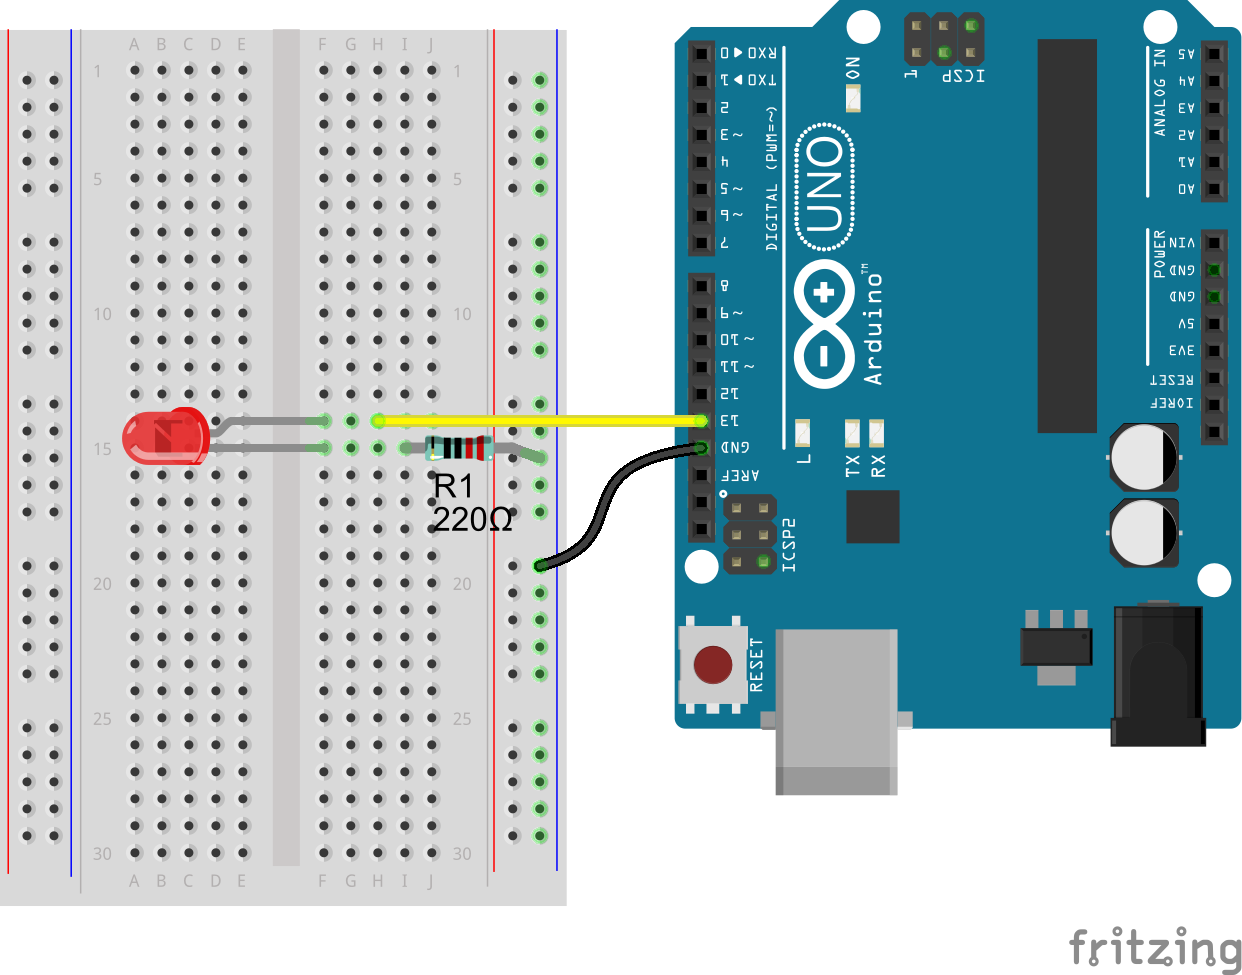 A B C D E F G H I J
1 1
5 5
10 10
15 15
20 20
25 25
30 30
A B C D E F G H I J
R1
220Ω
RX0◀0
TX0▶1
2
~3
4
~5
~6
7
8
~9
~10
~11
12
13
GND
AREF
DIGITAL (PWM=~)
ON
1
ICSP
UNO
Arduino™
L
TX
RX
ICSP2
RESET
ANALOG IN
A5
A4
A3
A2
A1
A0
POWER
VIN
GND
GND
5V
3V3
RESET
IOREF
fritzing